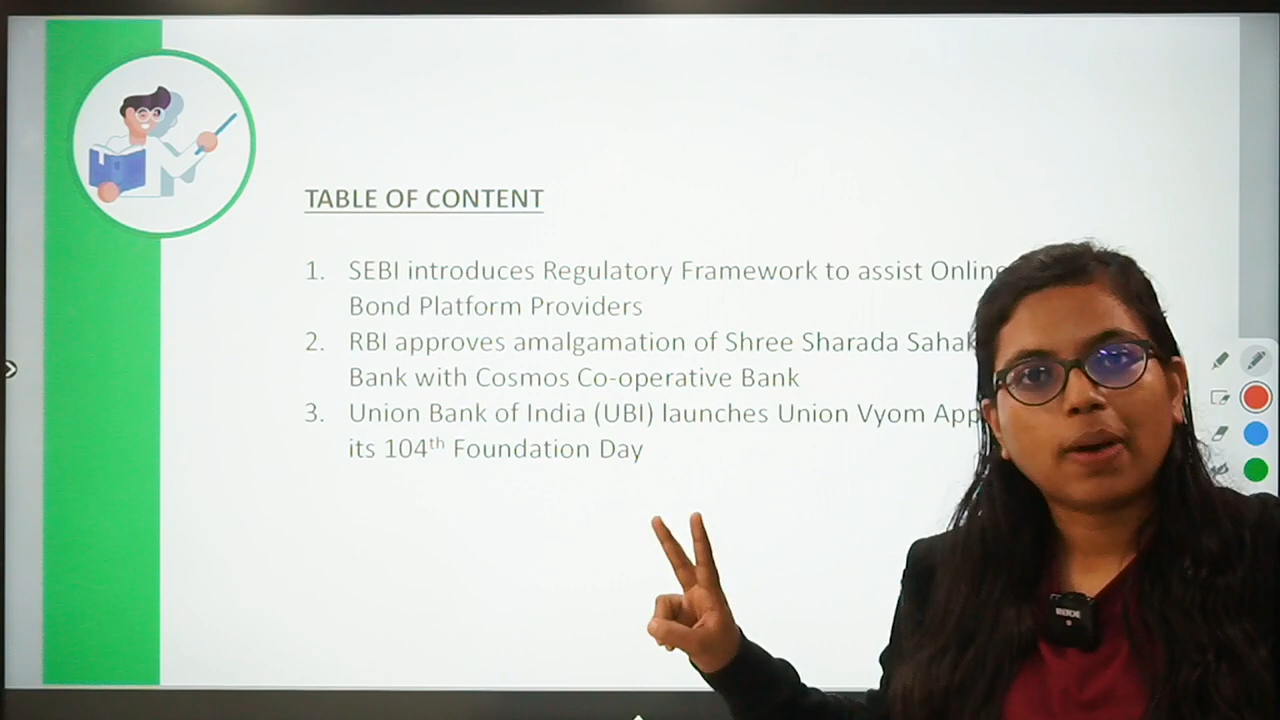 TABLE OF CONTENT
1. SEBI introduces Regulatory Framework to assist Online
Bond Platform Providers
2. RBI approves amalgamation of Shree Sharada Sahak
Bank with Cosmos Co-operative Bank
3. Union Bank of India (UBI) launches Union Vyom App
its 104th Foundation Day
RODE